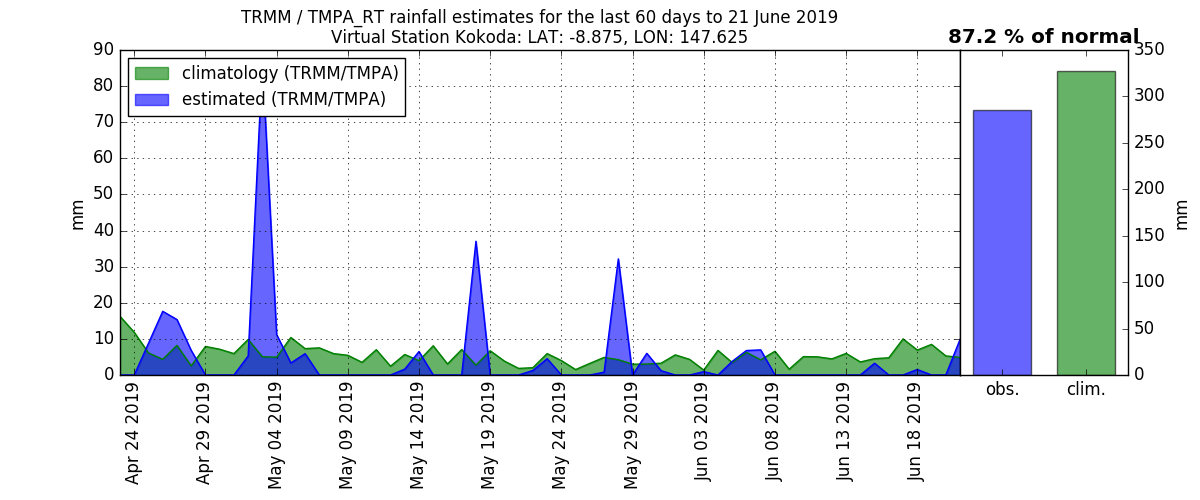 TRMM / TMPA_RT rainfall estimates for the last 60 days to 21 June 2019
Virtual Station Kokoda: LAT: -8.875, LON: 147.625
87.2 % of normal
climatology (TRMM/TMPA)
estimated (TRMM/TMPA)
90
80
70
60
50
40
30
20
10
0
mm
350
300
250
200
150
100
50
0
mm
Apr 24 2019
Apr 29 2019
May 04 2019
May 09 2019
May 14 2019
May 19 2019
May 24 2019
May 29 2019
Jun 03 2019
Jun 08 2019
Jun 13 2019
Jun 18 2019
obs.
clim.